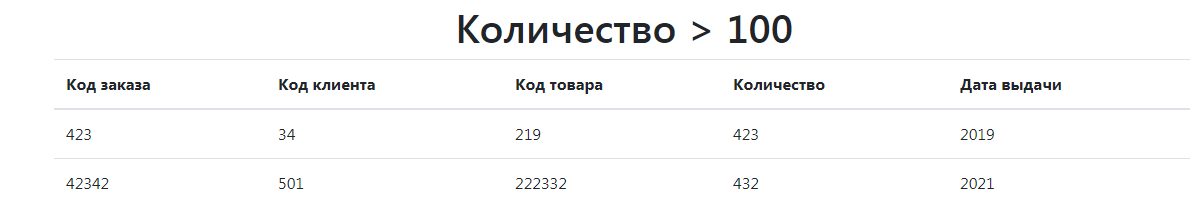 Количество > 100
Код заказа Код клиента Код товара Количество Дата выдачи
423 34 219 423 2019
42342 501 222332 432 2021